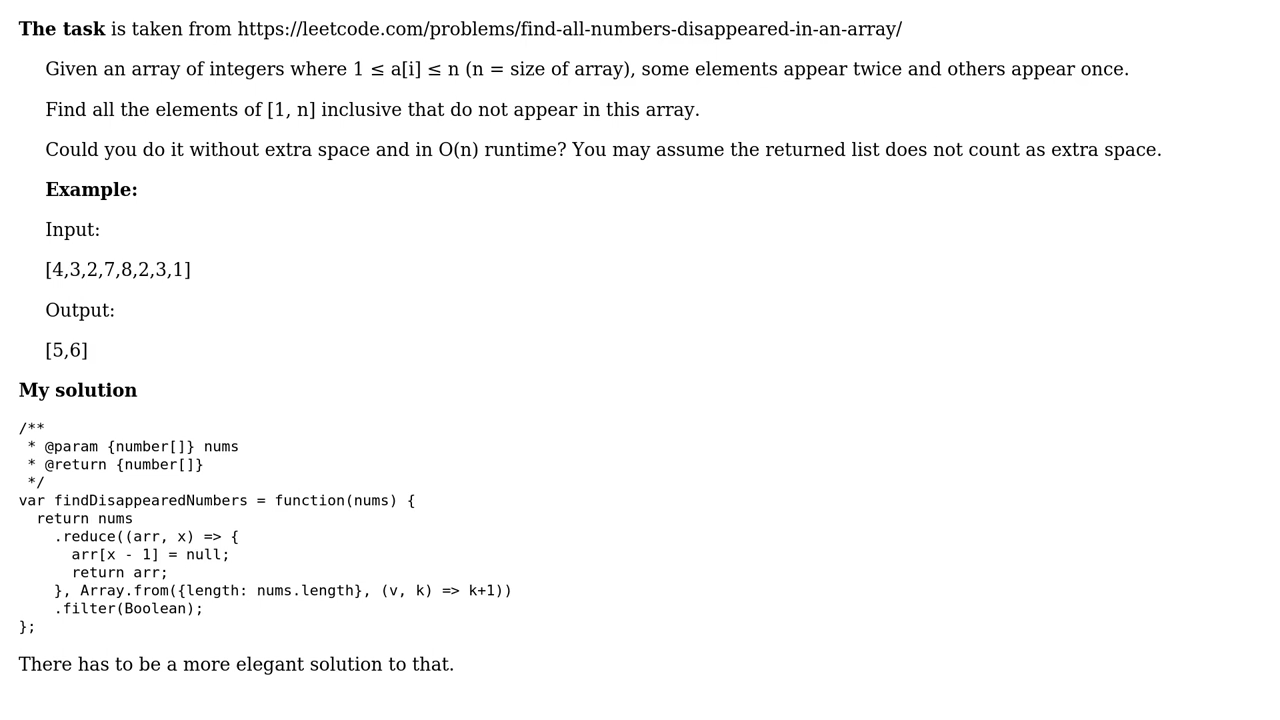 The task is taken from https://leetcode.com/problems/find-all-numbers-disappeared-in-an-array/
Given an array of integers where 1 ≤ a[i] ≤ n (n = size of array), some elements appear twice and others appear once.
Find all the elements of [1, n] inclusive that do not appear in this array.
Could you do it without extra space and in O(n) runtime? You may assume the returned list does not count as extra space.
Example:
Input:
[4,3,2,7,8,2,3,1]
Output:
[5,6]
My solution
/**
 * @param {number[]} nums
 * @return {number[]}
 */
var findDisappearedNumbers = function(nums) {
  return nums
    .reduce((arr, x) => {
      arr[x - 1] = null;
      return arr;
    }, Array.from({length: nums.length}, (v, k) => k+1))
    .filter(Boolean);
};
There has to be a more elegant solution to that.